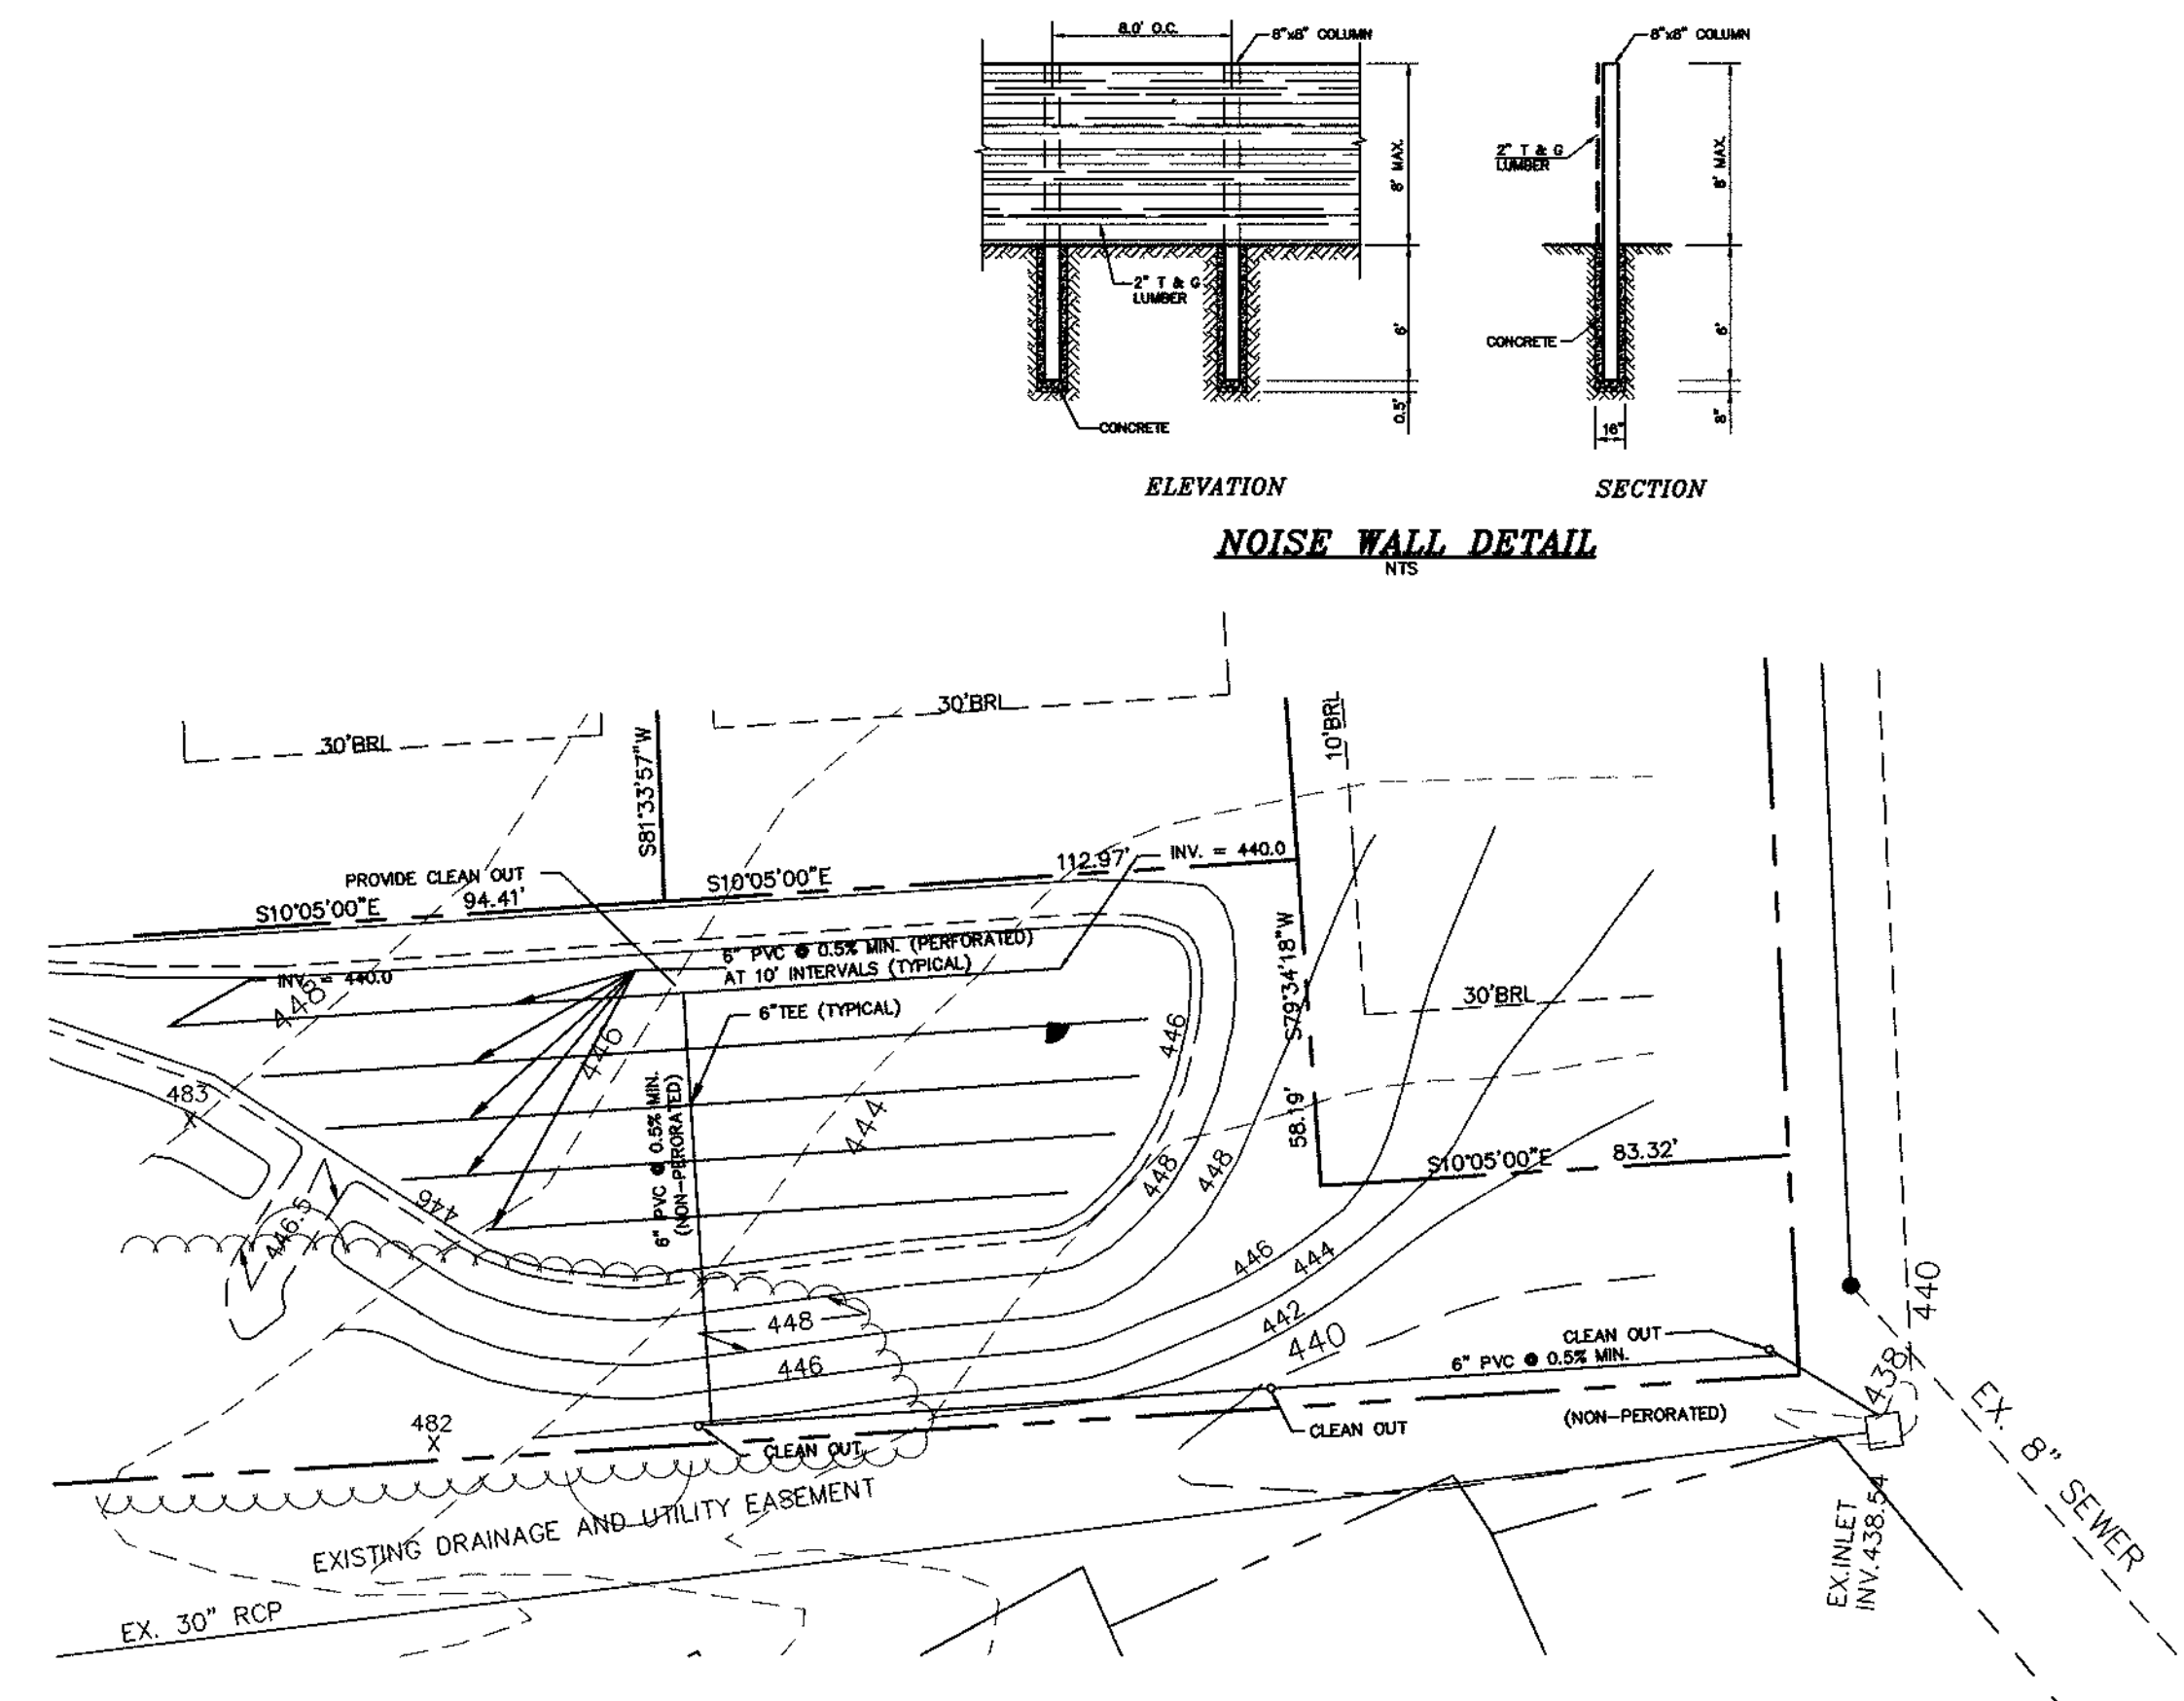 8.0' O.C.
8"x8" COLUMN
8"x8" COLUMN
2" T & G
LUMBER
8' MAX.
8' MAX.
2" T & G
LUMBER
CONCRETE
6'
6'
0.5'
8"
16"
CONCRETE
ELEVATION
SECTION
NOISE WALL DETAIL
NTS
30'BRL
30'BRL
10'BRL
S81°33'57"W
PROVIDE CLEAN OUT
S10°05'00"E
94.41'
S10°05'00"E
112.97'
INV. = 440.0
6" PVC @ 0.5% MIN. (PERFORATED)
AT 10' INTERVALS (TYPICAL)
INV. = 440.0
448
6"TEE (TYPICAL)
S79°34'18"W
58.19'
30'BRL
446
446
444
483
6" PVC @ 0.5% MIN.
(NON-PERORATED)
448
448
S10°05'00"E
83.32'
446
446.5
446
444
442
440
448
446
440
438
CLEAN OUT
6" PVC @ 0.5% MIN.
(NON-PERORATED)
CLEAN OUT
482
X
CLEAN OUT
EXISTING DRAINAGE AND UTILITY EASEMENT
EX. 30" RCP
EX.INLET
INV.438.54
EX. 8" SEWER